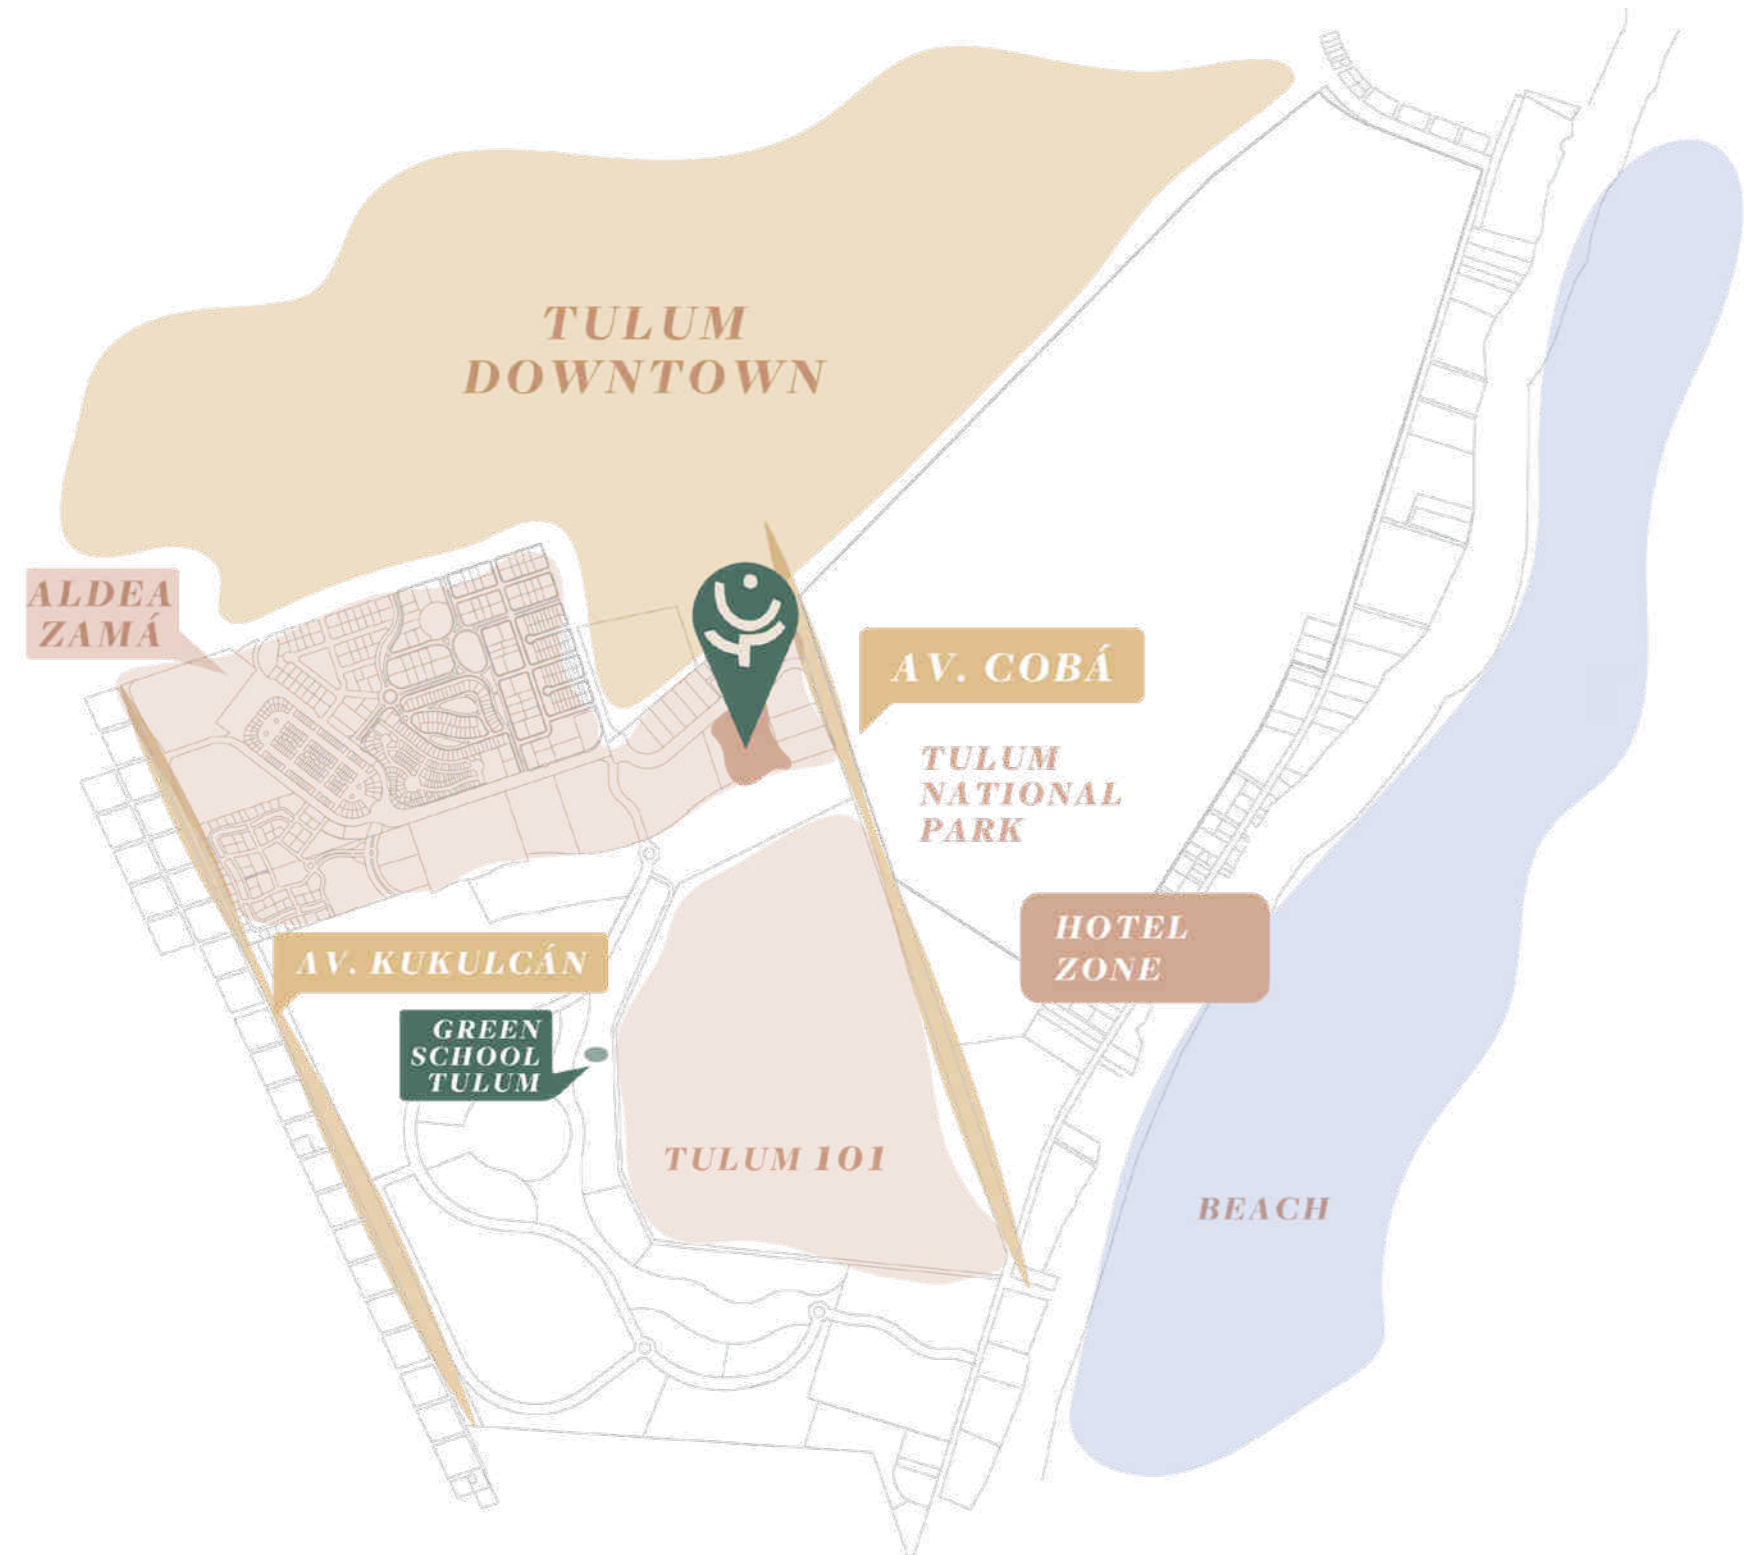 TULUM
DOWNTOWN
ALDEA
ZAMÁ
AV. COBÁ
TULUM
NATIONAL
PARK
HOTEL
ZONE
AV. KUKULCÁN
GREEN
SCHOOL
TULUM
TULUM 101
BEACH